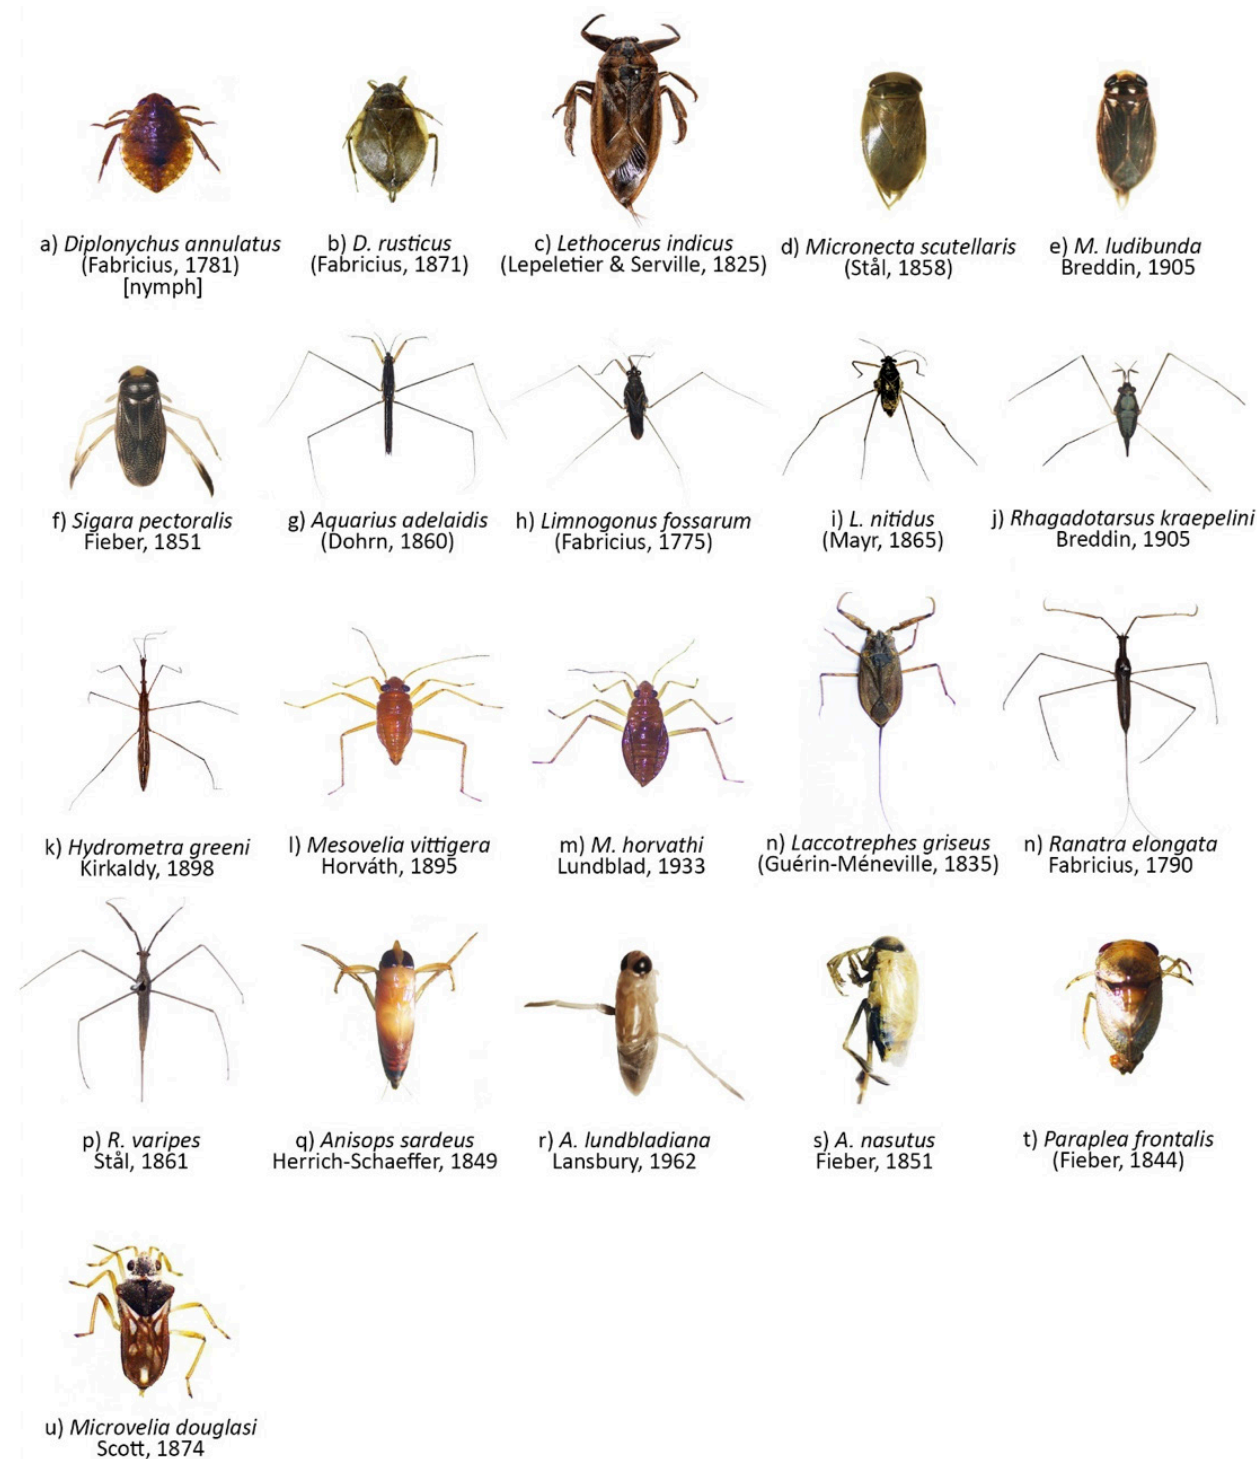 a) Diplonychus annulatus
(Fabricius, 1781)
[nymph]
b) D. rusticus
(Fabricius, 1871)
c) Lethocerus indicus
(Lepeletier & Serville, 1825)
d) Micronecta scutellaris
(Stål, 1858)
e) M. ludibunda
Breddin, 1905
f) Sigara pectoralis
Fieber, 1851
g) Aquarius adelaidis
(Dohrn, 1860)
h) Limnogonus fossarum
(Fabricius, 1775)
i) L. nitidus
(Mayr, 1865)
j) Rhagadotarsus kraepelini
Breddin, 1905
k) Hydrometra greeni
Kirkaldy, 1898
l) Mesovelia vittigera
Horváth, 1895
m) M. horvathi
Lundblad, 1933
n) Laccotrephes griseus
(Guérin-Méneville, 1835)
n) Ranatra elongata
Fabricius, 1790
p) R. varipes
Stål, 1861
q) Anisops sardeus
Herrich-Schaeffer, 1849
r) A. lundbladiana
Lansbury, 1962
s) A. nasutus
Fieber, 1851
t) Paraplea frontalis
(Fieber, 1844)
u) Microvelia douglasi
Scott, 1874